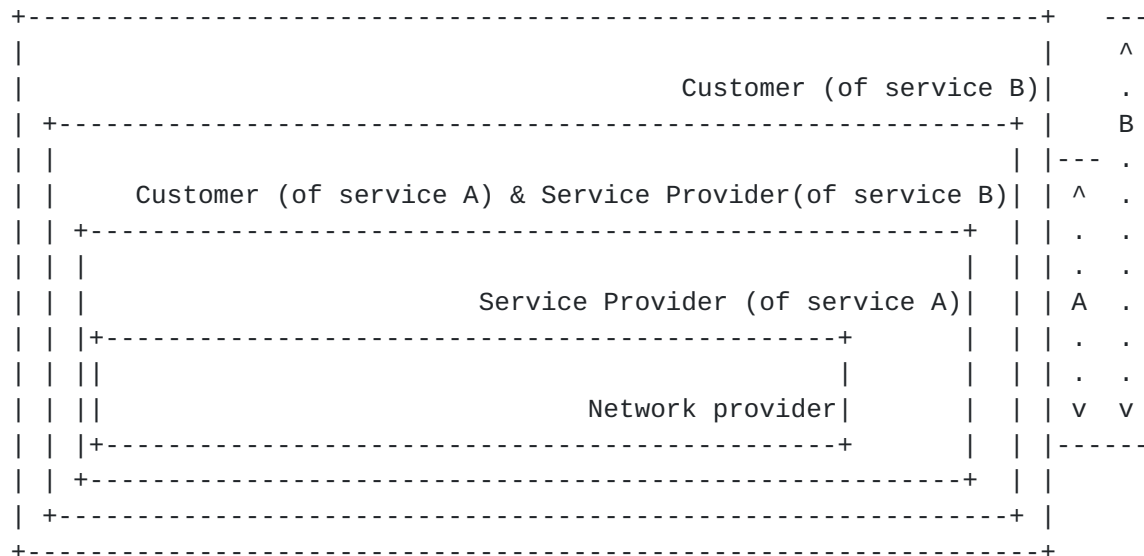 Customer (of service B)
B
Customer (of service A) & Service Provider(of service B)
Service Provider (of service A)
A
Network provider